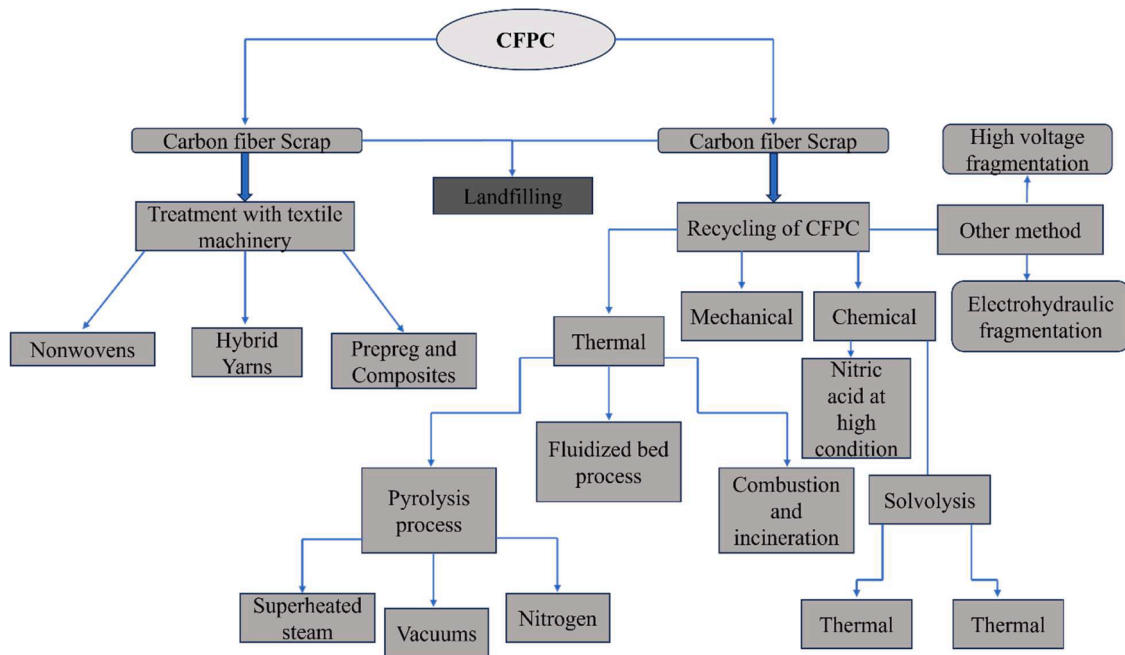 CFPC
Carbon fiber Scrap
Carbon fiber Scrap
High voltage
fragmentation
Landfilling
Treatment with textile
machinery
Recycling of CFPC
Other method
Nonwovens
Hybrid
Yarns
Prepreg and
Composites
Thermal
Mechanical
Chemical
Electrohydraulic
fragmentation
Nitric
acid at
high
condition
Pyrolysis
process
Fluidized bed
process
Combustion
and
incineration
Solvolysis
Superheated
steam
Vacuums
Nitrogen
Thermal
Thermal